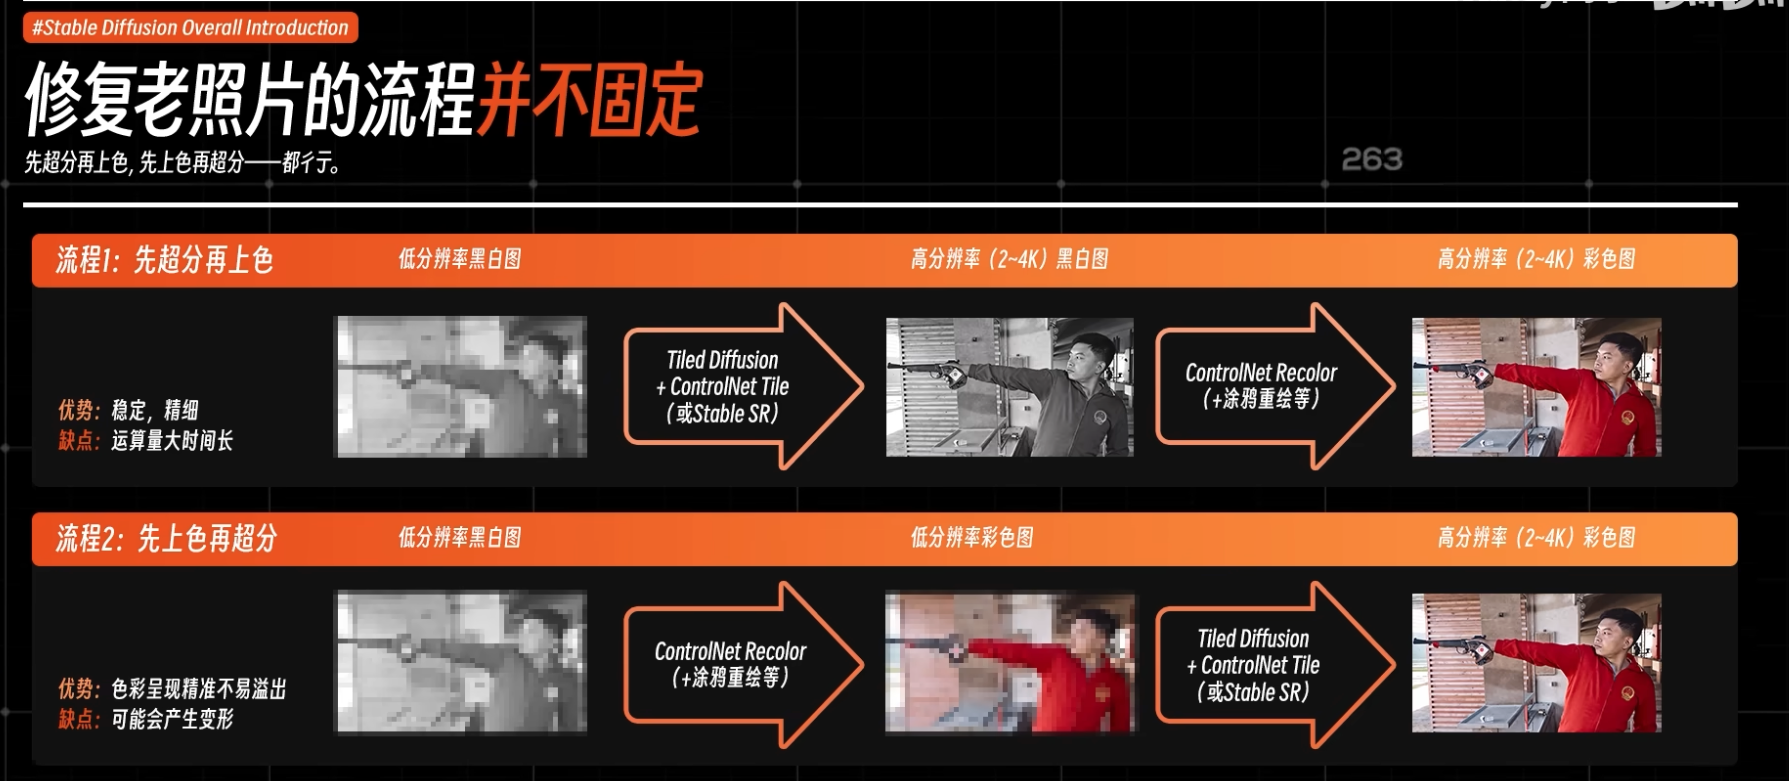 #Stable Diffusion Overall Introduction
修复老照片的流程并不固定
先超分再上色, 先上色再超分——都彳亍。
263
流程1：先超分再上色
低分辨率黑白图
高分辨率（2~4K）黑白图
高分辨率（2~4K）彩色图
优势：稳定，精细
缺点：运算量大时间长
Tiled Diffusion
+ ControlNet Tile
（或Stable SR）
ControlNet Recolor
（+涂鸦重绘等）
流程2：先上色再超分
低分辨率黑白图
低分辨率彩色图
高分辨率（2~4K）彩色图
优势：色彩呈现精准不易溢出
缺点：可能会产生变形
ControlNet Recolor
（+涂鸦重绘等）
Tiled Diffusion
+ ControlNet Tile
（或Stable SR）